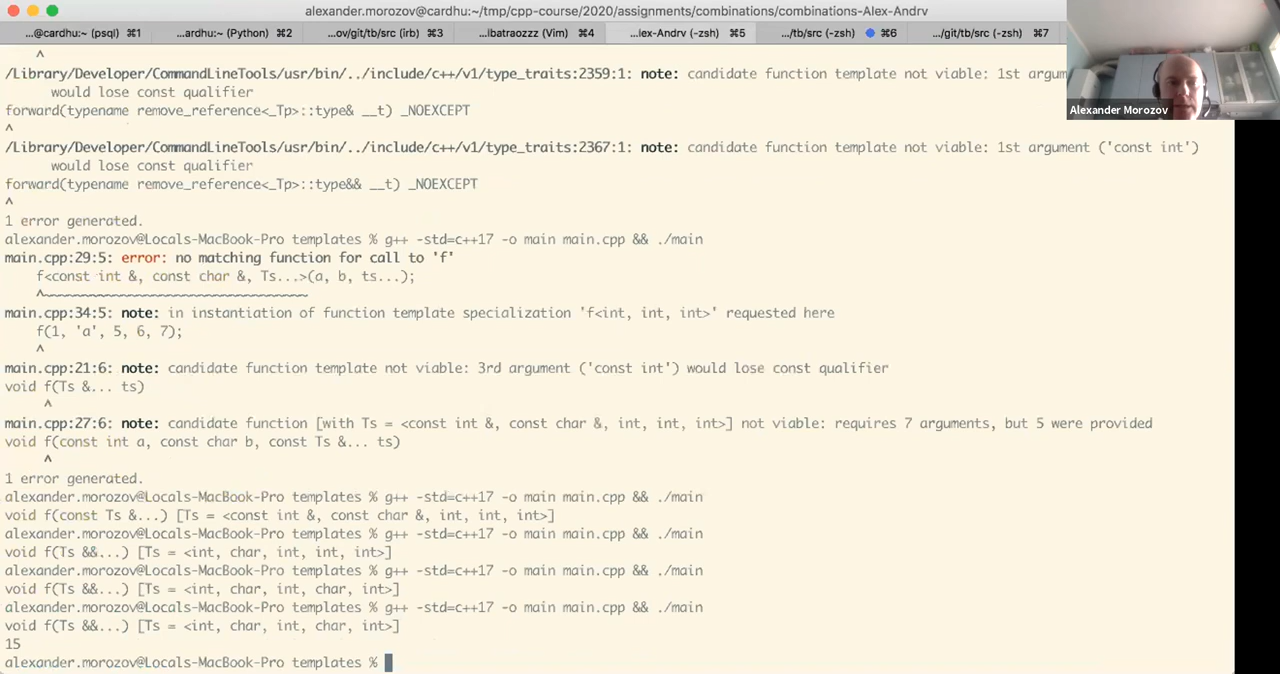 alexander.morozov@cardhu:~/tmp/cpp-course/2020/assignments/combinations/combinations-Alex-Andrv
...@cardhu:~ (psql) ⌘1 ...ardhu:~ (Python) ⌘2 ...ov/git/tb/src (irb) ⌘3 ...ibatraozzz (Vim) ⌘4 ...lex-Andrv (-zsh) ⌘5 .../tb/src (-zsh) ⌘6 .../git/tb/src (-zsh) ⌘7
^
/Library/Developer/CommandLineTools/usr/bin/../include/c++/v1/type_traits:2359:1: note: candidate function template not viable: 1st argum
would lose const qualifier
Alexander Morozov
forward(typename remove_reference<_Tp>::type& __t) _NOEXCEPT
^
/Library/Developer/CommandLineTools/usr/bin/../include/c++/v1/type_traits:2367:1: note: candidate function template not viable: 1st argument ('const int')
would lose const qualifier
forward(typename remove_reference<_Tp>::type&& __t) _NOEXCEPT
^
1 error generated.
alexander.morozov@Locals-MacBook-Pro templates % g++ -std=c++17 -o main main.cpp && ./main
main.cpp:29:5: error: no matching function for call to 'f'
f<const int &, const char &, Ts...>(a, b, ts...);
^~~~~~~~~~~~~~~~~~~~~~~~~~~~~~~~~~~
main.cpp:34:5: note: in instantiation of function template specialization 'f<int, int, int>' requested here
f(1, 'a', 5, 6, 7);
^
main.cpp:21:6: note: candidate function template not viable: 3rd argument ('const int') would lose const qualifier
void f(Ts &... ts)
^
main.cpp:27:6: note: candidate function [with Ts = <const int &, const char &, int, int, int>] not viable: requires 7 arguments, but 5 were provided
void f(const int a, const char b, const Ts &... ts)
^
1 error generated.
alexander.morozov@Locals-MacBook-Pro templates % g++ -std=c++17 -o main main.cpp && ./main
void f(const Ts &...) [Ts = <const int &, const char &, int, int, int>]
alexander.morozov@Locals-MacBook-Pro templates % g++ -std=c++17 -o main main.cpp && ./main
void f(Ts &&...) [Ts = <int, char, int, int, int>]
alexander.morozov@Locals-MacBook-Pro templates % g++ -std=c++17 -o main main.cpp && ./main
void f(Ts &&...) [Ts = <int, char, int, char, int>]
alexander.morozov@Locals-MacBook-Pro templates % g++ -std=c++17 -o main main.cpp && ./main
void f(Ts &&...) [Ts = <int, char, int, char, int>]
15
alexander.morozov@Locals-MacBook-Pro templates %